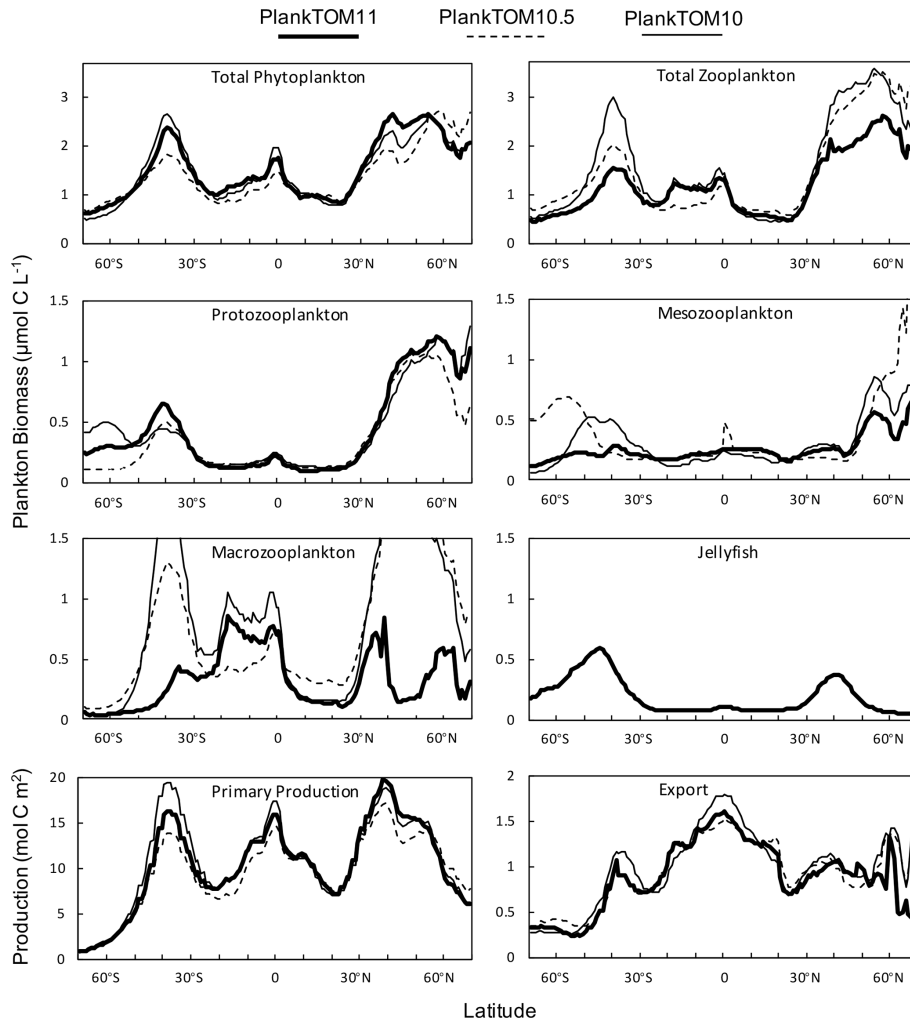 PlankTOM11 PlankTOM10.5 PlankTOM10
Total Phytoplankton
3
2
1
0
60°S 30°S 0 30°N 60°N
Total Zooplankton
3
2
1
0
60°S 30°S 0 30°N 60°N
Plankton Biomass (µmol C L-1)
Protozooplankton
1.5
1
0.5
0
60°S 30°S 0 30°N 60°N
Mesozooplankton
1.5
1
0.5
0
60°S 30°S 0 30°N 60°N
Macrozooplankton
1.5
1
0.5
0
60°S 30°S 0 30°N 60°N
Jellyfish
1.5
1
0.5
0
60°S 30°S 0 30°N 60°N
Production (mol C m2)
Primary Production
20
15
10
5
0
60°S 30°S 0 30°N 60°N
Export
2
1.5
1
0.5
0
60°S 30°S 0 30°N 60°N
Latitude